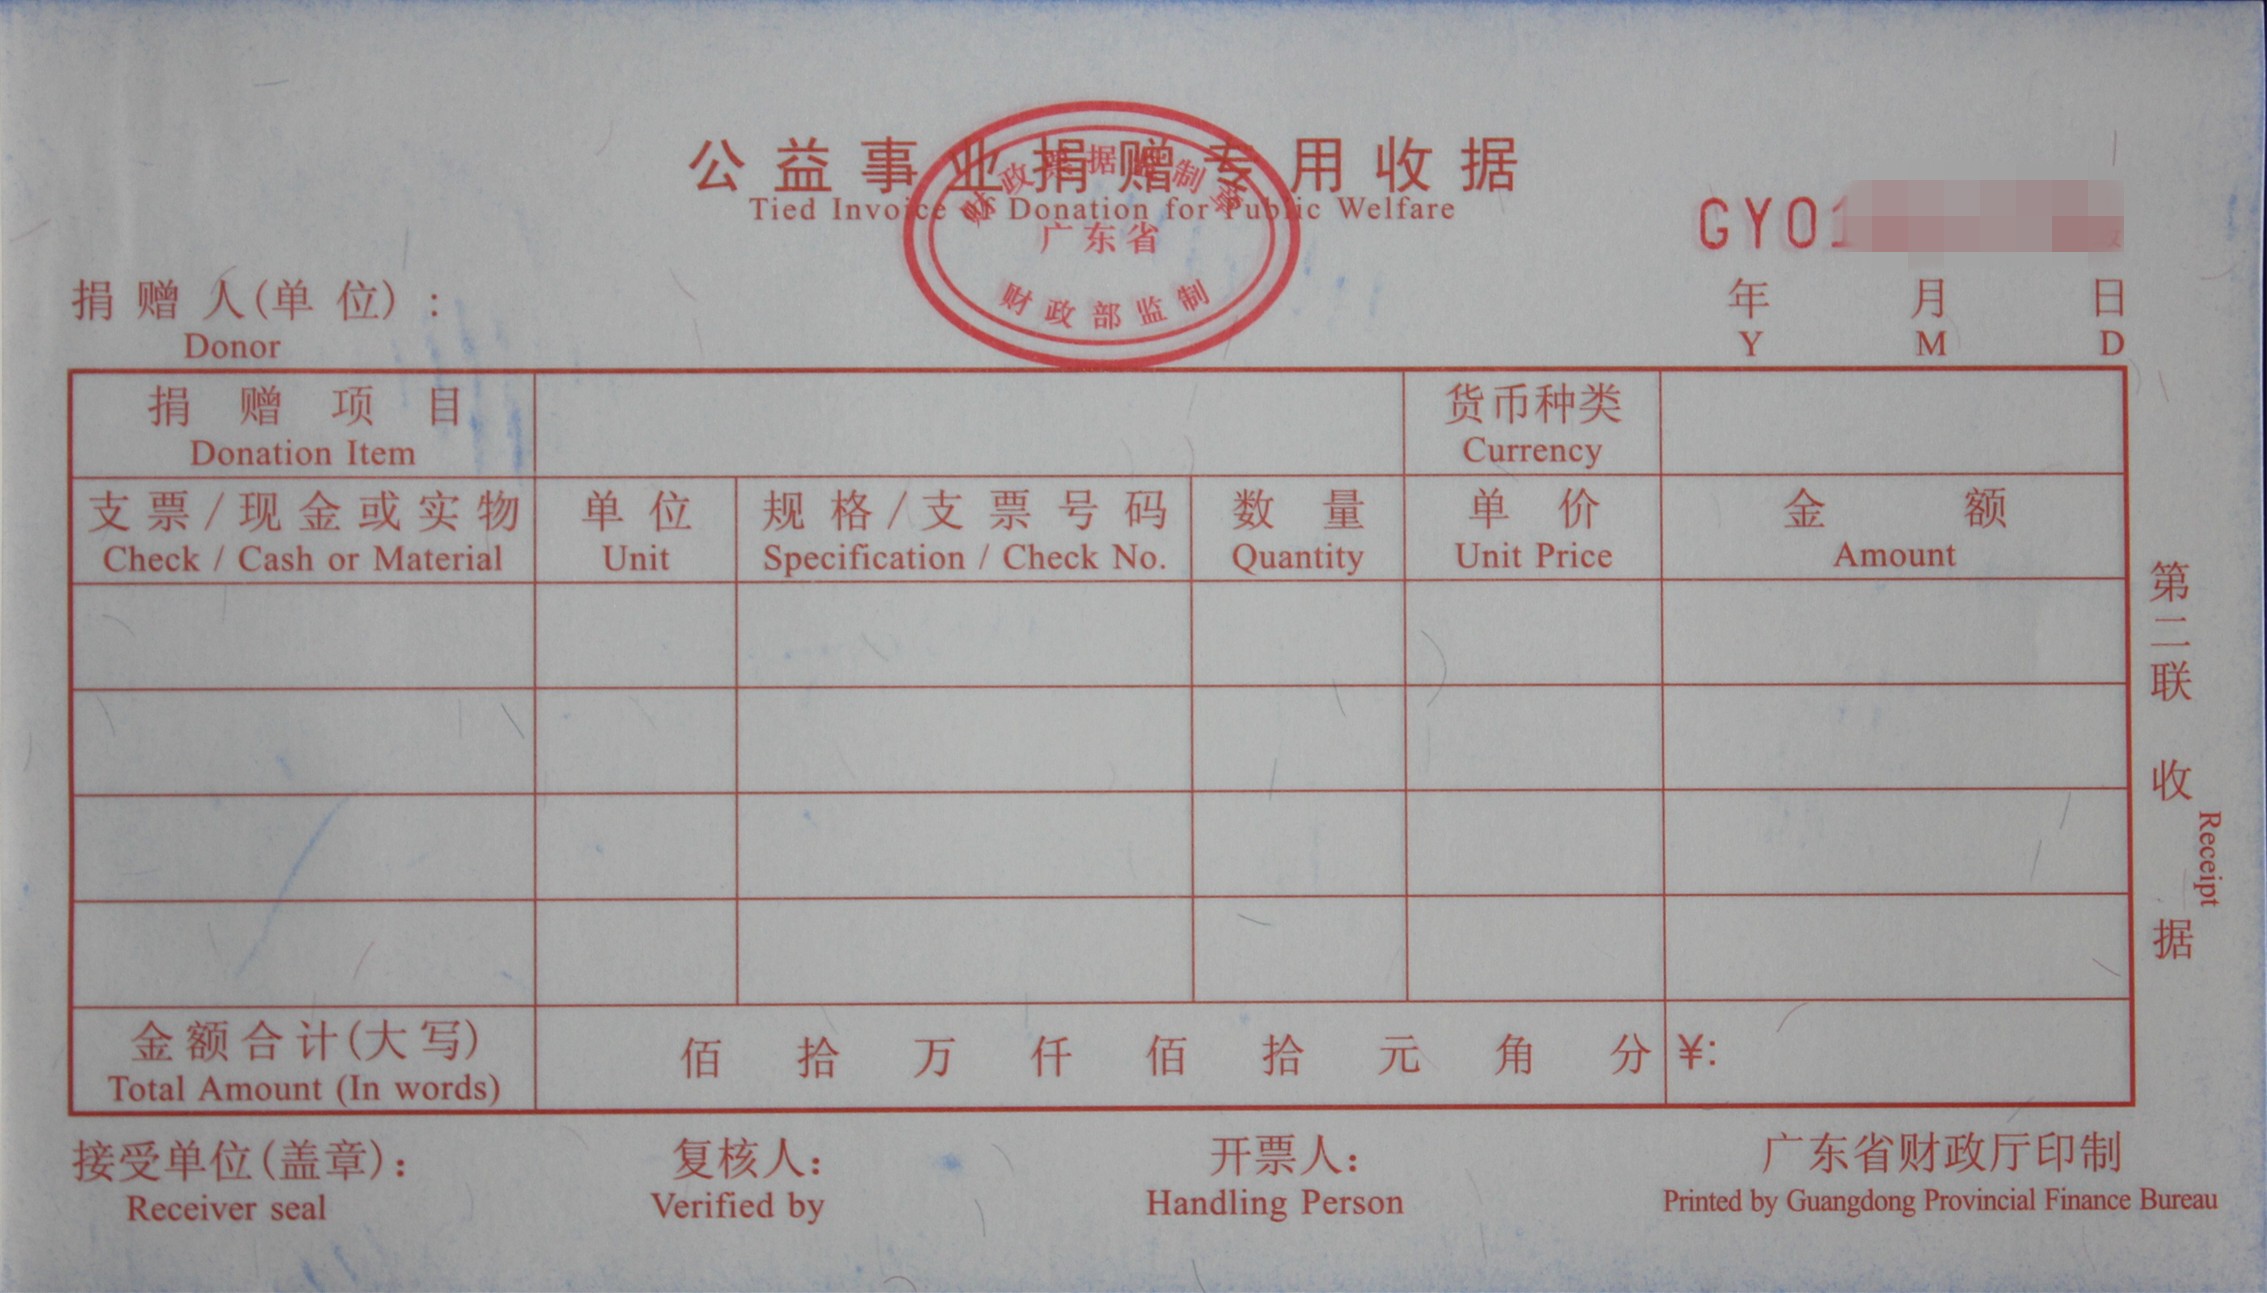 公益事业捐赠专用收据
Tied Invoice of Donation for Public Welfare
财政票据监制章
广东省
财政部监制
GY01
捐赠人(单位):
Donor
年 月 日
Y M D
捐赠项目 货币种类
Donation Item Currency
支票/现金或实物 单位 规格/支票号码 数量 单价 金额
Check / Cash or Material Unit Specification / Check No. Quantity Unit Price Amount
金额合计(大写) 佰 拾 万 仟 佰 拾 元 角 分 ¥:
Total Amount (In words)
接受单位(盖章): 复核人: 开票人: 广东省财政厅印制
Receiver seal Verified by Handling Person Printed by Guangdong Provincial Finance Bureau
第二联 收据
Receipt